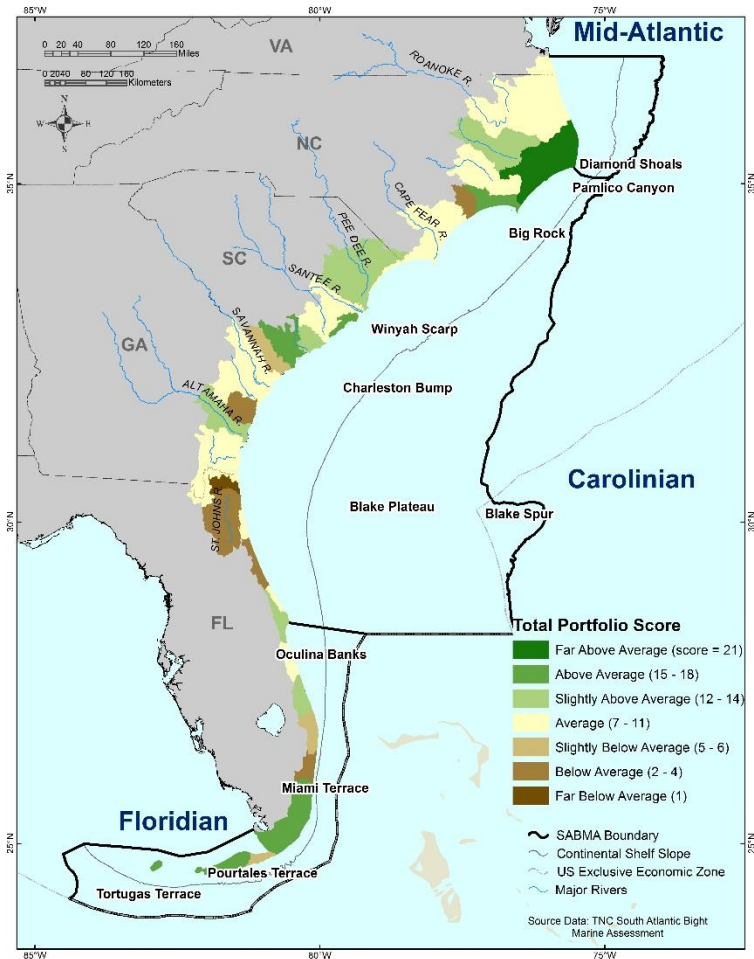 85°W 80°W 75°W
0 20 40 80 120 160
Miles
0 20 40 80 120 160
Kilometers
N
W E
S
VA
Mid-Atlantic
ROANOKE R.
NC
Diamond Shoals
35°N 35°N
Pamlico Canyon
CAPE FEAR R.
Big Rock
PEE DEE R.
SC
SANTEE R.
SAVANNAH R.
Winyah Scarp
GA
ALTAMAHA R.
Charleston Bump
Carolinian
Blake Plateau
Blake Spur
30°N 30°N
ST. JOHNS R.
FL
Oculina Banks
Miami Terrace
Floridian
25°N 25°N
Pourtales Terrace
Tortugas Terrace
Total Portfolio Score
Far Above Average (score = 21)
Above Average (15 - 18)
Slightly Above Average (12 - 14)
Average (7 - 11)
Slightly Below Average (5 - 6)
Below Average (2 - 4)
Far Below Average (1)
SABMA Boundary
Continental Shelf Slope
US Exclusive Economic Zone
Major Rivers
Source Data: TNC South Atlantic Bight
Marine Assessment
85°W 80°W 75°W